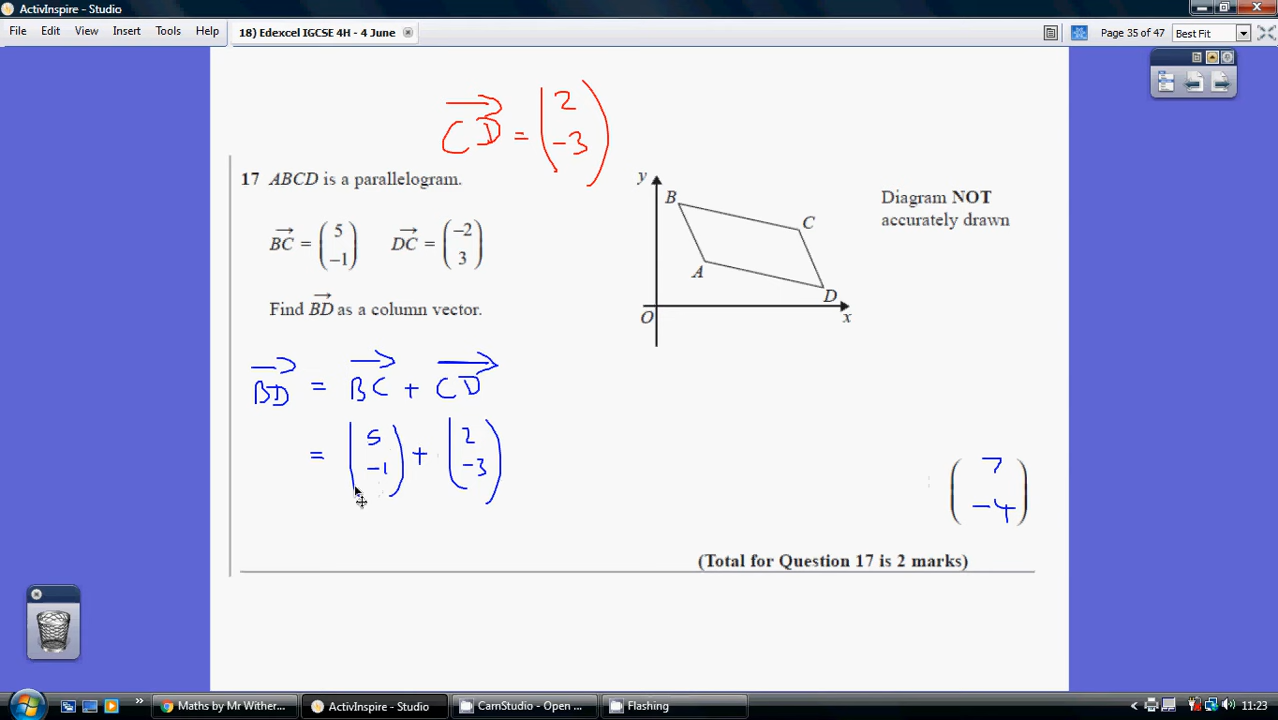 ActivInspire - Studio
File Edit View Insert Tools Help
18) Edexcel IGCSE 4H - 4 June
Page 35 of 47
Best Fit
CD = (2 -3)
17 ABCD is a parallelogram.
BC = (5 -1) DC = (-2 3)
Find BD as a column vector.
y
B
C
A
D
O
x
Diagram NOT
accurately drawn
BD = BC + CD
= (5 -1) + (2 -3)
(7 -4)
(Total for Question 17 is 2 marks)
Maths by Mr Wither...
ActivInspire - Studio
CamStudio - Open ...
Flashing
11:23